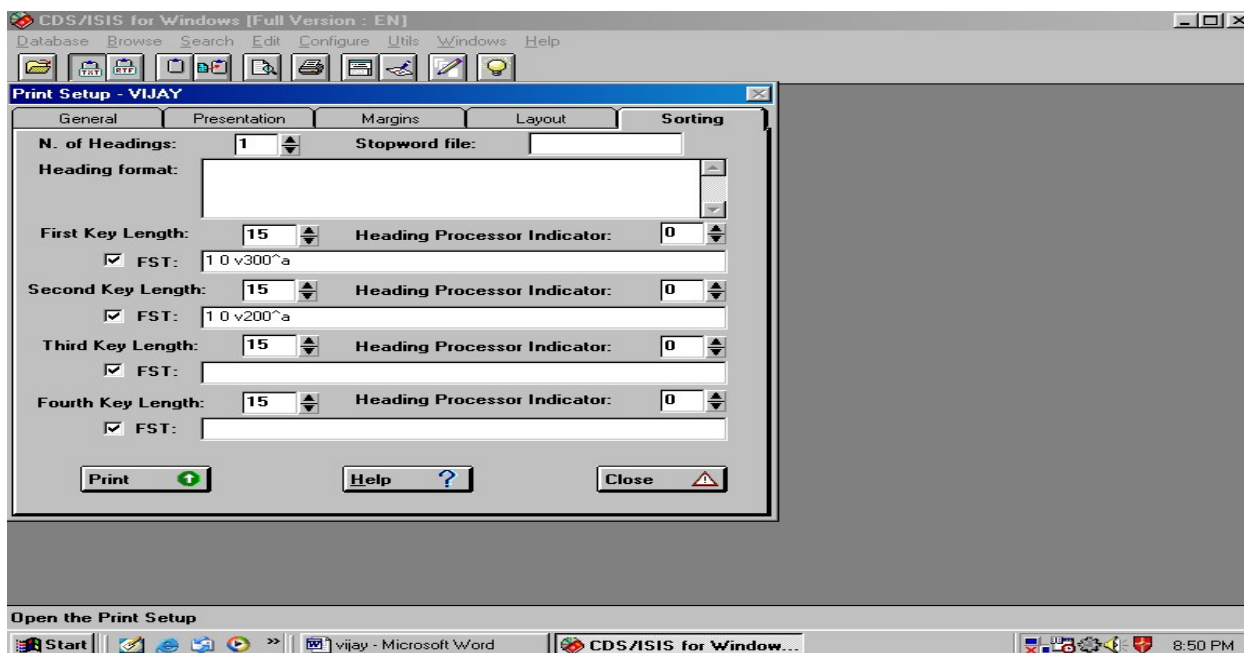 CDS/ISIS for Windows [Full Version : EN]
Database Browse Search Edit Configure Utils Windows Help
TXT RTF
Print Setup - VIJAY
General Presentation Margins Layout Sorting
N. of Headings: 1 Stopword file:
Heading format:
First Key Length: 15 Heading Processor Indicator: 0
FST: 1 0 v300^a
Second Key Length: 15 Heading Processor Indicator: 0
FST: 1 0 v200^a
Third Key Length: 15 Heading Processor Indicator: 0
FST:
Fourth Key Length: 15 Heading Processor Indicator: 0
FST:
Print Help ? Close
Open the Print Setup
Start » vijay - Microsoft Word CDS/ISIS for Window... 8:50 PM